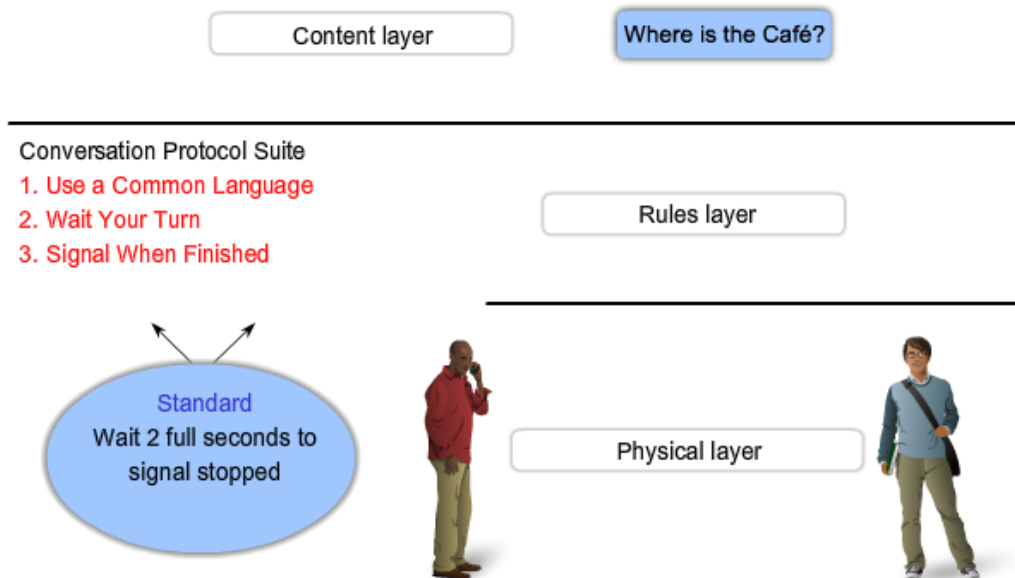 Content layer
Where is the Café?
Conversation Protocol Suite
1. Use a Common Language
2. Wait Your Turn
3. Signal When Finished
Rules layer
Standard
Wait 2 full seconds to
signal stopped
Physical layer